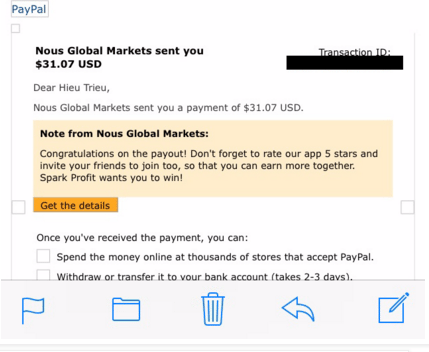 PayPal
Nous Global Markets sent you
$31.07 USD
Transaction ID:
Dear Hieu Trieu,
Nous Global Markets sent you a payment of $31.07 USD.
Note from Nous Global Markets:
Congratulations on the payout! Don't forget to rate our app 5 stars and
invite your friends to join too, so that you can earn more together.
Spark Profit wants you to win!
Get the details
Once you've received the payment, you can:
Spend the money online at thousands of stores that accept PayPal.
Withdraw or transfer it to your bank account (takes 2-3 days).